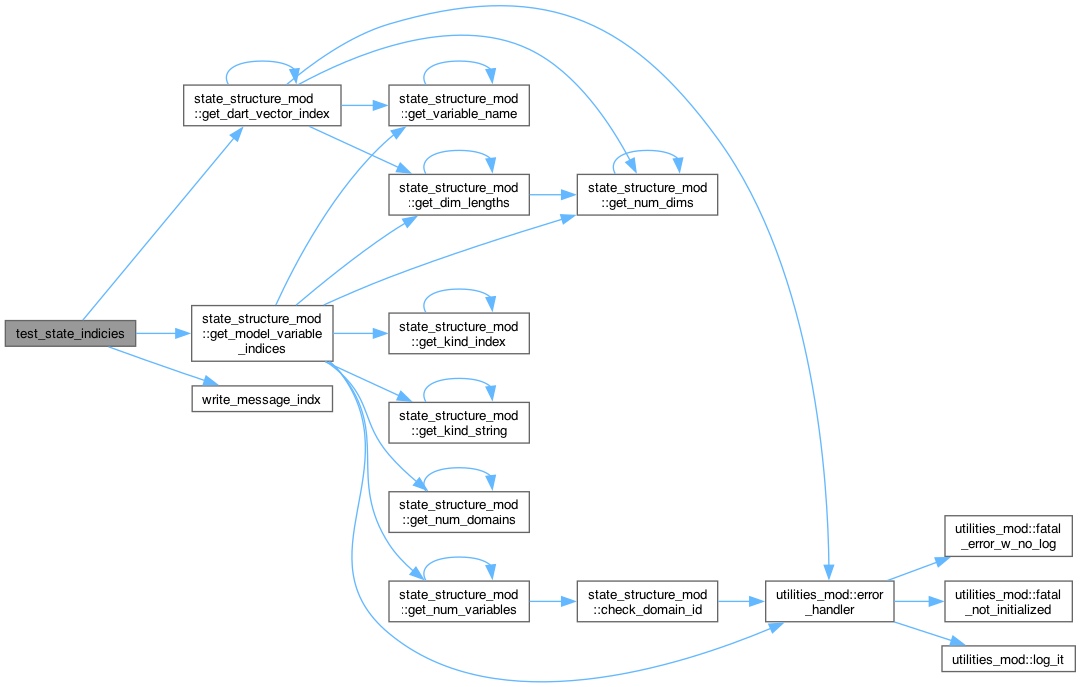 test_state_indicies
state_structure_mod
::get_dart_vector_index
state_structure_mod
::get_model_variable
_indices
write_message_indx
state_structure_mod
::get_variable_name
state_structure_mod
::get_dim_lengths
state_structure_mod
::get_num_dims
state_structure_mod
::get_kind_index
state_structure_mod
::get_kind_string
state_structure_mod
::get_num_domains
state_structure_mod
::get_num_variables
state_structure_mod
::check_domain_id
utilities_mod::error
_handler
utilities_mod::fatal
_error_w_no_log
utilities_mod::fatal
_not_initialized
utilities_mod::log_it